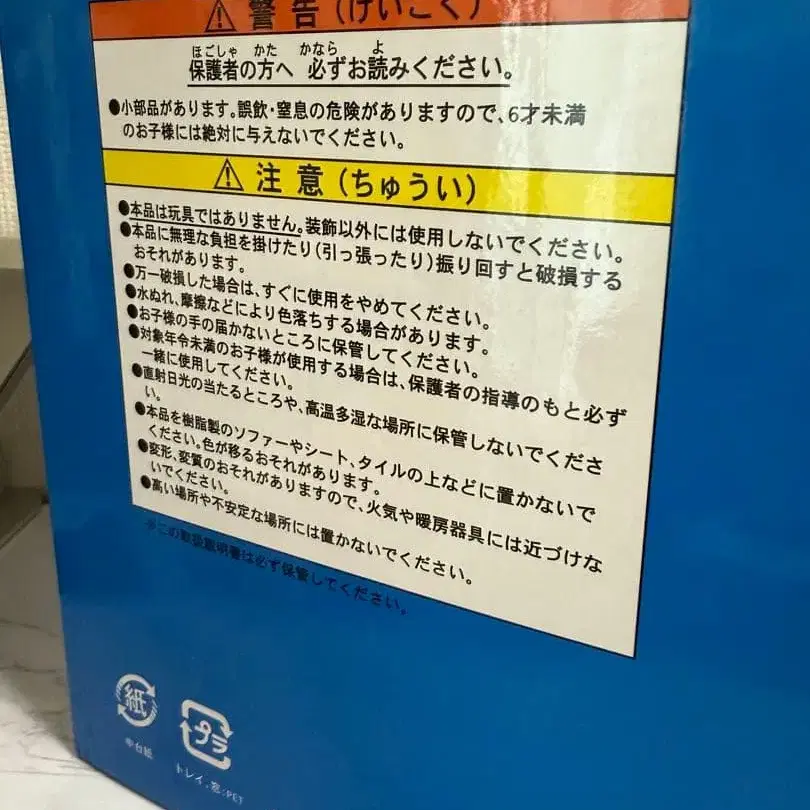 ⚠ 警告(けいこく)
ほごしゃ かた かなら よ
保護者の方へ 必ずお読みください。
●小部品があります。誤飲・窒息の危険がありますので、6才未満
のお子様には絶対に与えないでください。
⚠ 注意(ちゅうい)
●本品は玩具ではありません。装飾以外には使用しないでください。
●本品に無理な負担を掛けたり(引っ張ったり)振り回すと破損する
おそれがあります。
●万一破損した場合は、すぐに使用をやめてください。
●水ぬれ、摩擦などにより色落ちする場合があります。
●お子様の手の届かないところに保管してください。
●対象年令未満のお子様が使用する場合は、保護者の指導のもと必ず
一緒に使用してください。
●直射日光の当たるところや、高温多湿な場所に保管しないでくださ
い。
●本品を樹脂製のソファーやシート、タイルの上などに置かないで
ください。色が移るおそれがあります。
●変形、変質のおそれがありますので、火気や暖房器具には近づけな
いでください。
●高い場所や不安定な場所には置かないでください。
※この取扱説明書は必ず保管してください。
紙
中台紙
プラ
トレイ、窓:PET